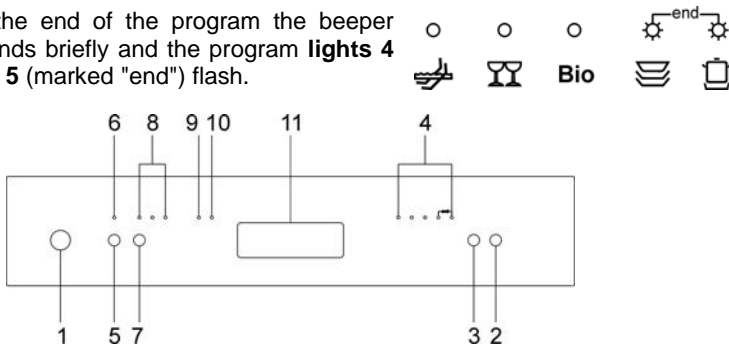 the end of the program the beeper
nds briefly and the program lights 4
5 (marked "end") flash.
end
Bio
6 8 9 10 11 4
1 5 7 3 2